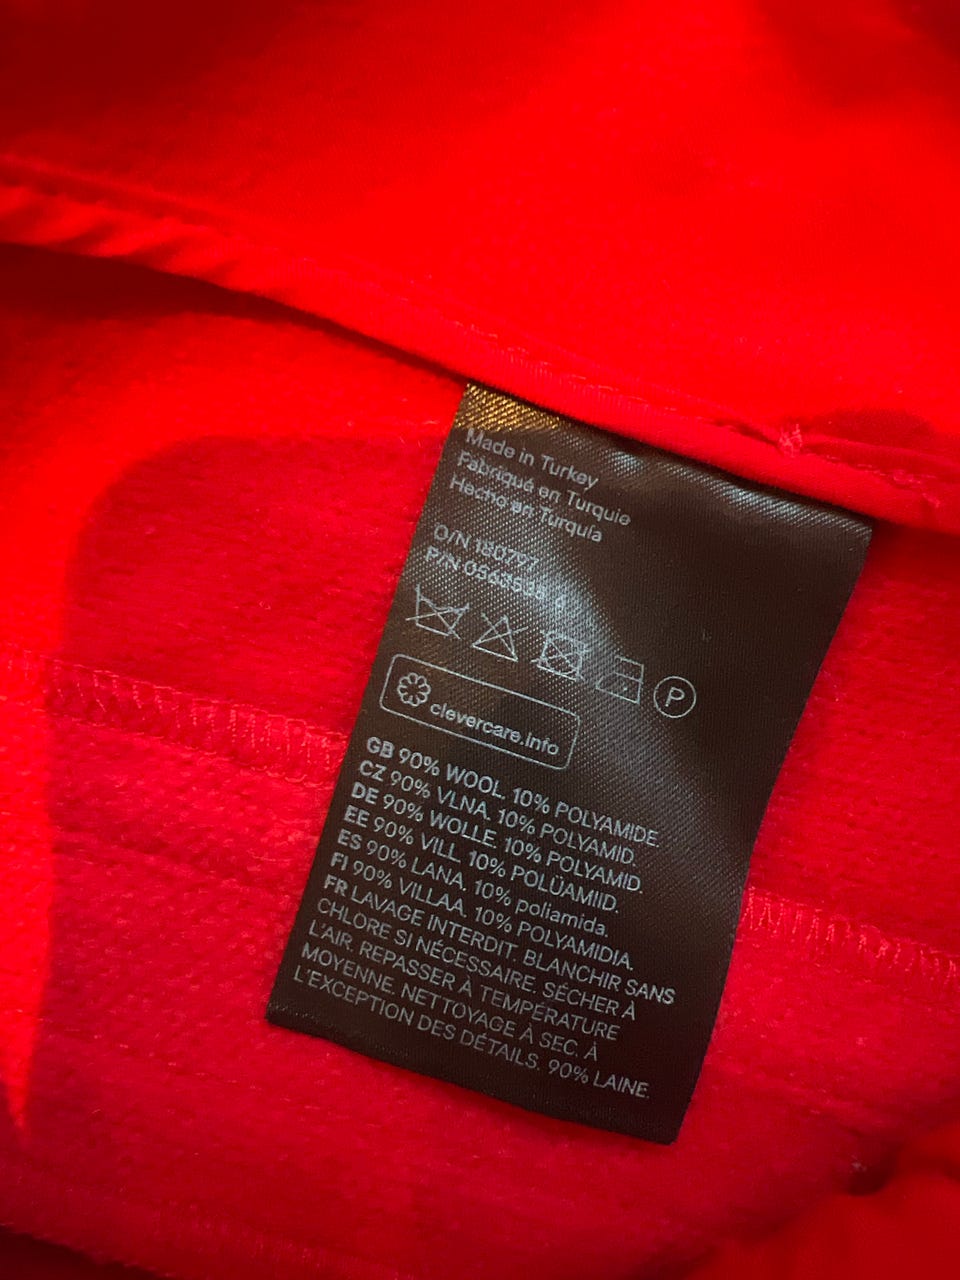 Made in Turkey
Fabriqué en Turquie
Hecho en Turquía
O/N 180797
P/N
P
clevercare.info
GB 90% WOOL. 10% POLYAMIDE.
CZ 90% VLNA. 10% POLYAMID.
DE 90% WOLLE. 10% POLYAMID.
EE 90% VILL. 10% POLÜAMIID.
ES 90% LANA. 10% poliamida.
FI 90% VILLAA. 10% POLYAMIDIA.
FR LAVAGE INTERDIT. BLANCHIR SANS
CHLORE SI NÉCESSAIRE. SÉCHER À
L'AIR. REPASSER À TEMPÉRATURE
MOYENNE. NETTOYAGE À SEC, À
L'EXCEPTION DES DÉTAILS. 90% LAINE.